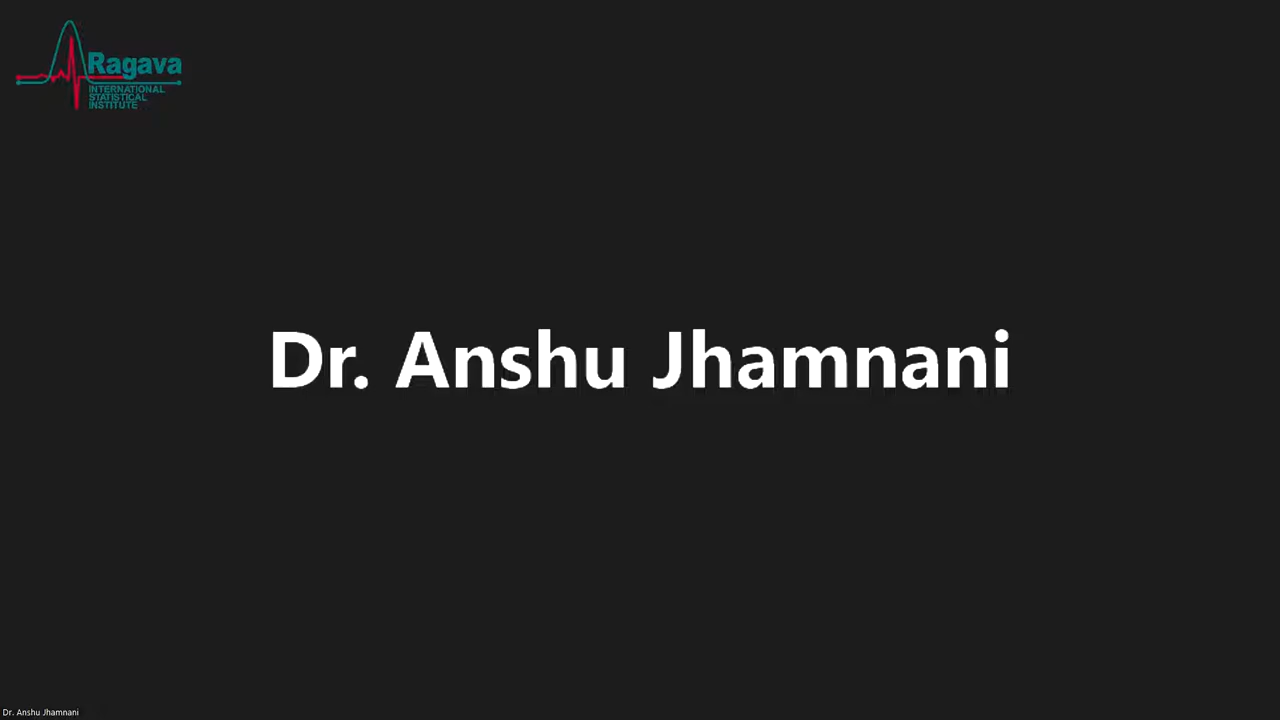 Ragava
INTERNATIONAL
STATISTICAL
INSTITUTE
Dr. Anshu Jhamnani
Dr. Anshu Jhamnani